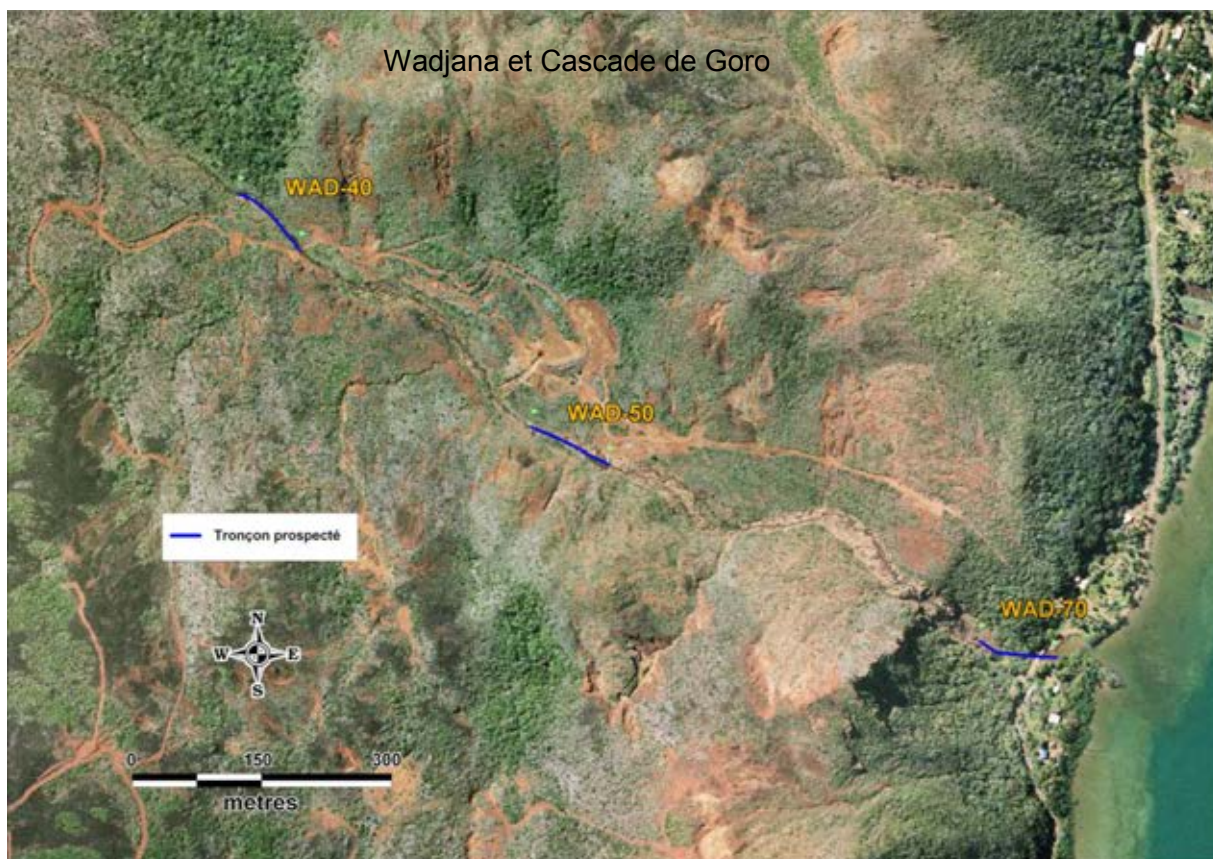 Wadjana et Cascade de Goro
WAD-40
WAD-50
Tronçon prospecté
WAD-70
N
W E
S
0 150 300
metres